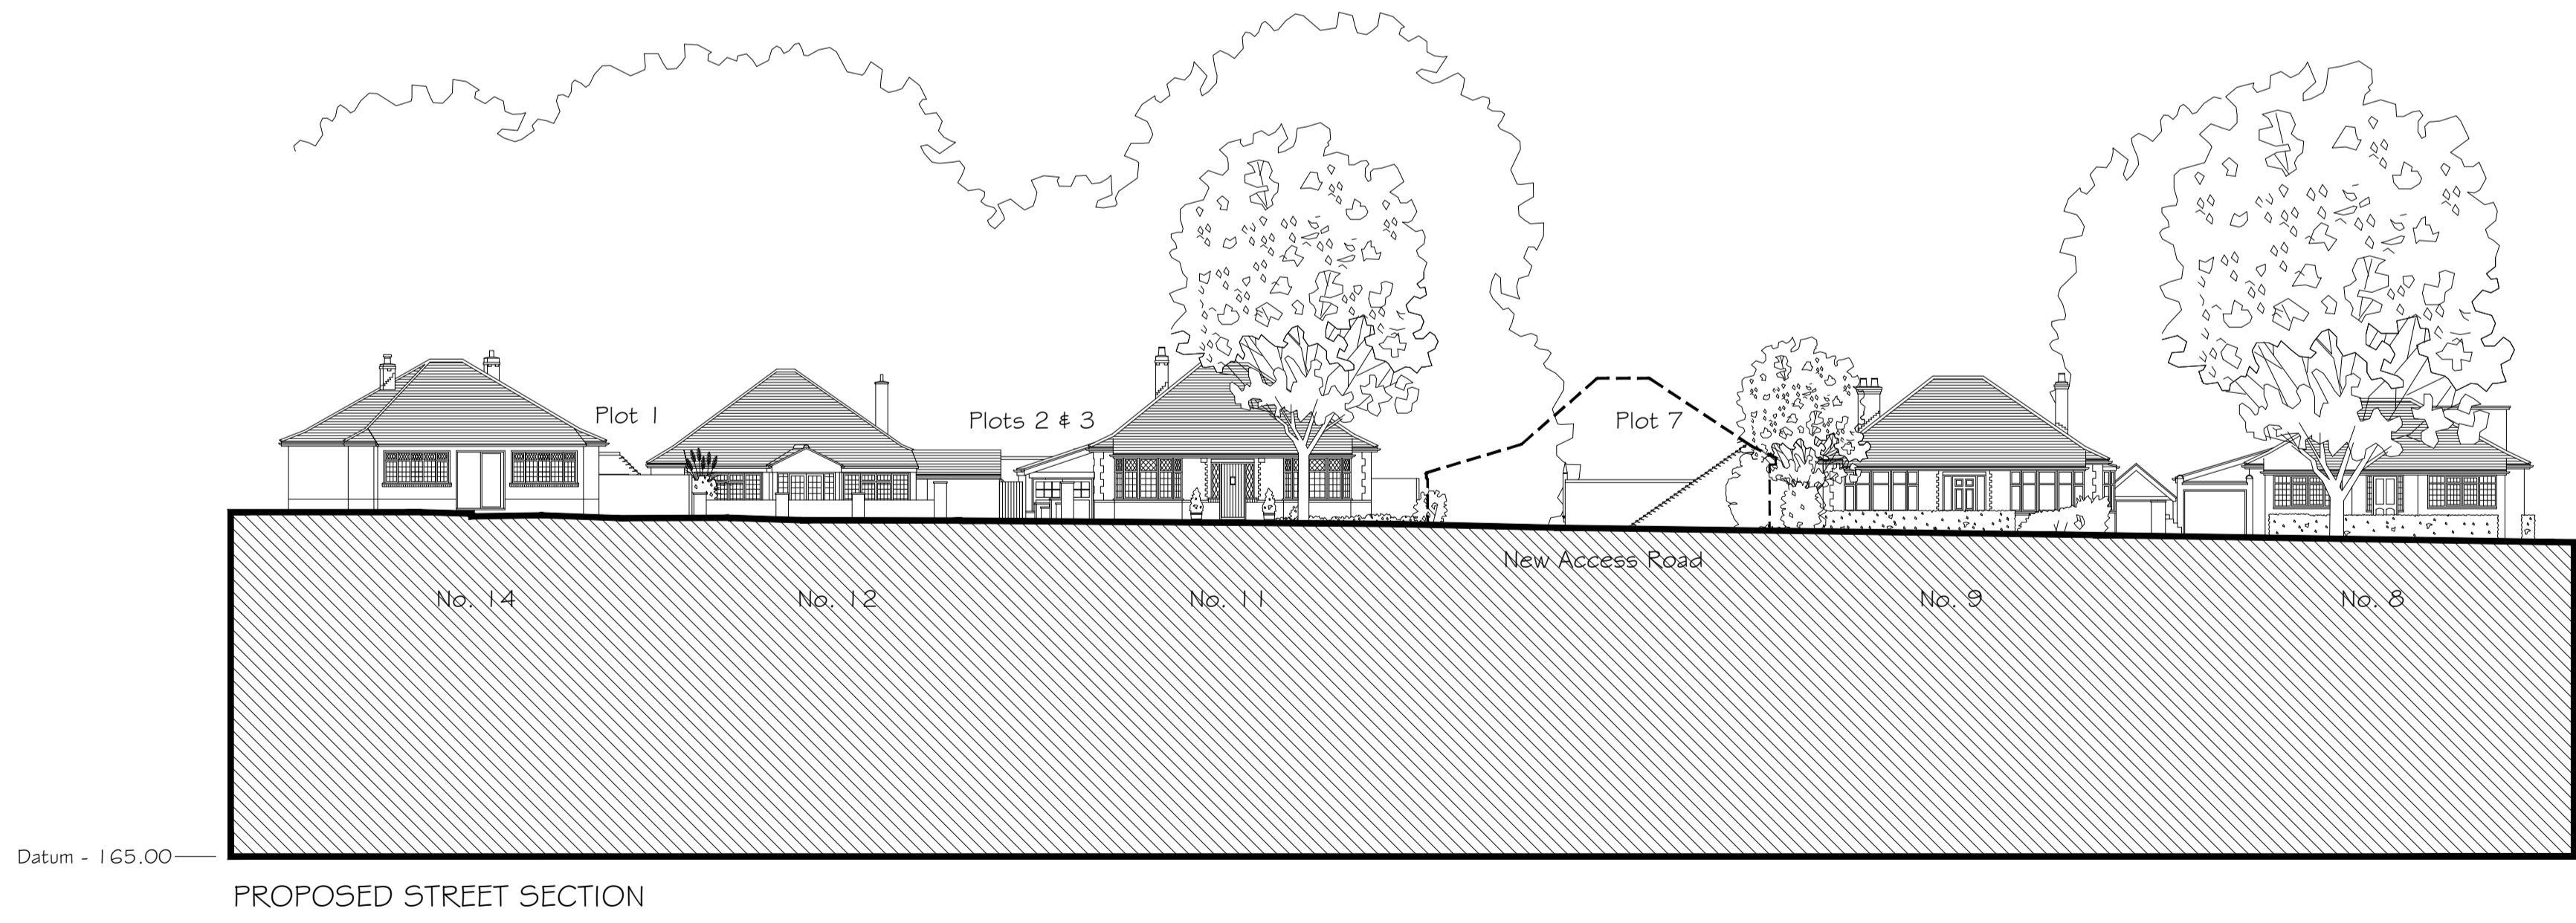 Plot 1
Plots 2 & 3
Plot 7
New Access Road
No. 14
No. 12
No. 11
No. 9
No. 8
Datum - 165.00
PROPOSED STREET SECTION